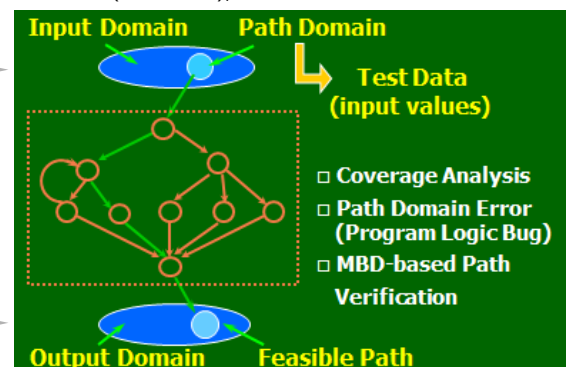 Input Domain Path Domain
Test Data
(input values)
□ Coverage Analysis
□ Path Domain Error
(Program Logic Bug)
□ MBD-based Path
Verification
Output Domain Feasible Path